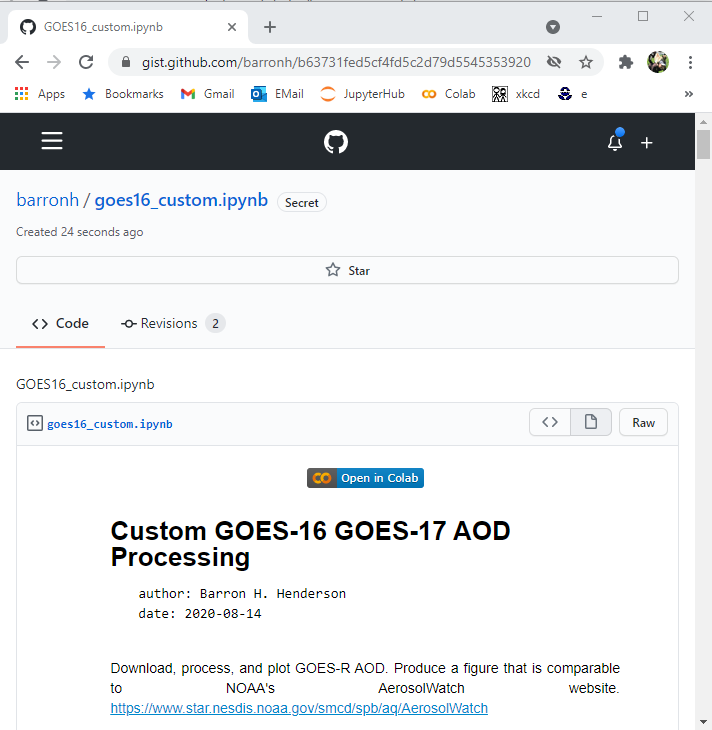 GOES16_custom.ipynb
gist.github.com/barronh/b63731fed5cf4fd5c2d79d5545353920
Apps Bookmarks Gmail EMail JupyterHub Colab xkcd e »
barronh / goes16_custom.ipynb Secret
Created 24 seconds ago
Star
Code Revisions 2
GOES16_custom.ipynb
goes16_custom.ipynb Raw
Open in Colab
Custom GOES-16 GOES-17 AOD
Processing
author: Barron H. Henderson
date: 2020-08-14
Download, process, and plot GOES-R AOD. Produce a figure that is comparable
to NOAA's AerosolWatch website.
https://www.star.nesdis.noaa.gov/smcd/spb/aq/AerosolWatch